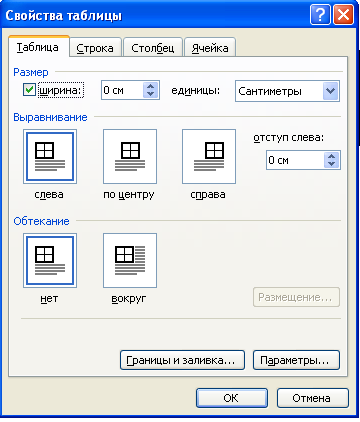 Свойства таблицы
Таблица Строка Столбец Ячейка
Размер
ширина: 0 см единицы: Сантиметры
Выравнивание
отступ слева:
0 см
слева по центру справа
Обтекание
нет вокруг Размещение...
Границы и заливка... Параметры...
ОК Отмена